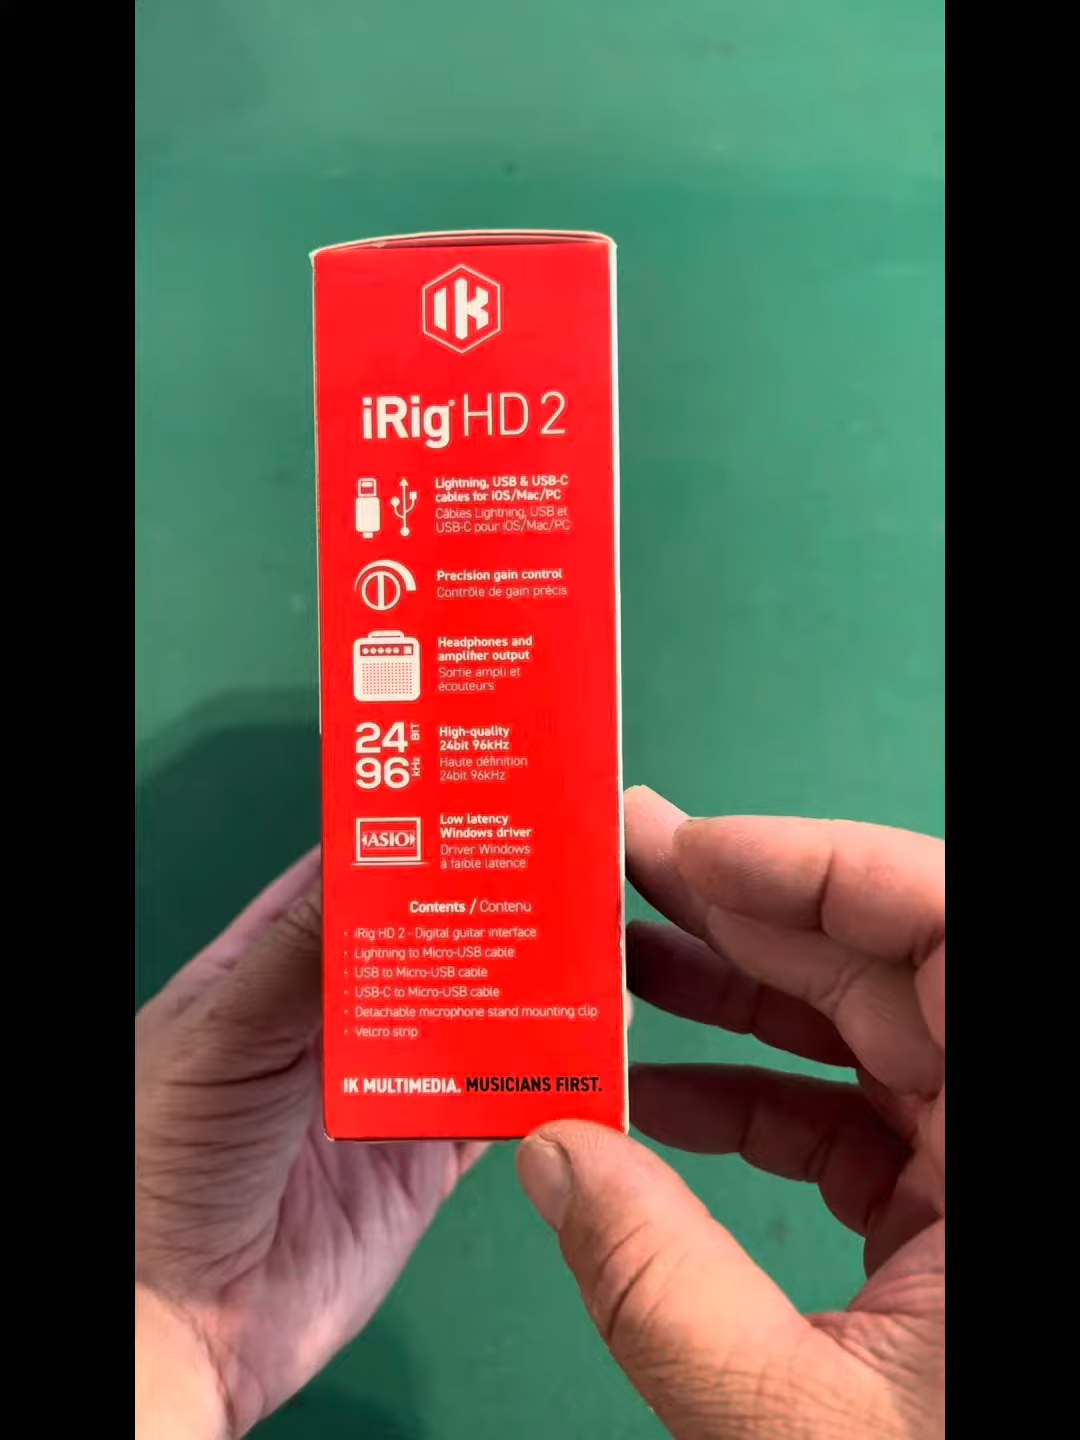 IK
iRig® HD 2
Lightning, USB & USB-C
cables for iOS/Mac/PC
Câbles Lightning, USB et
USB-C pour iOS/Mac/PC
Precision gain control
Contrôle de gain précis
Headphones and
amplifier output
Sortie ampli et
écouteurs
24 BIT
96 kHz
High-quality
24bit 96kHz
Haute définition
24bit 96kHz
ASIO
Low latency
Windows driver
Driver Windows
à faible latence
Contents / Contenu
• iRig HD 2 - Digital guitar interface
• Lightning to Micro-USB cable
• USB to Micro-USB cable
• USB-C to Micro-USB cable
• Detachable microphone stand mounting clip
• Velcro strip
IK MULTIMEDIA. MUSICIANS FIRST.